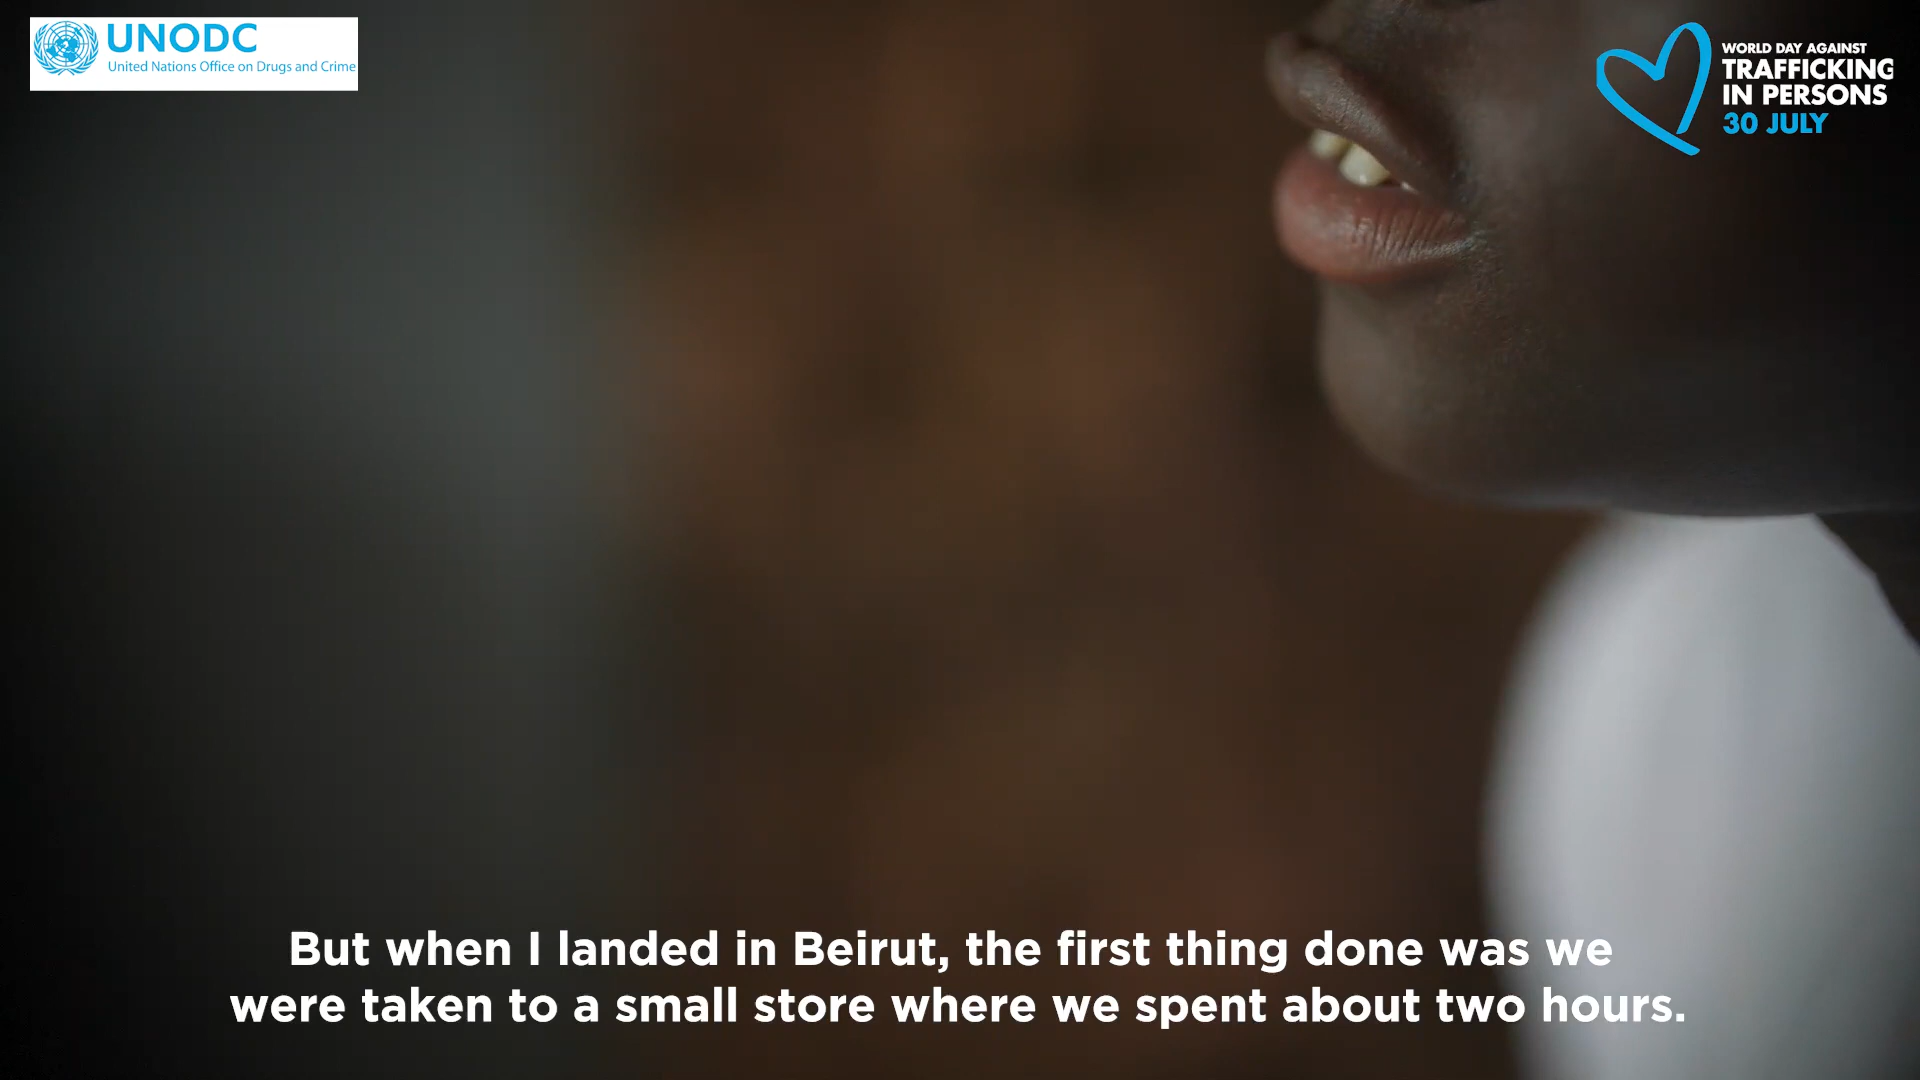 UNODC
United Nations Office on Drugs and Crime
WORLD DAY AGAINST
TRAFFICKING
IN PERSONS
30 JULY
But when I landed in Beirut, the first thing done was we
were taken to a small store where we spent about two hours.